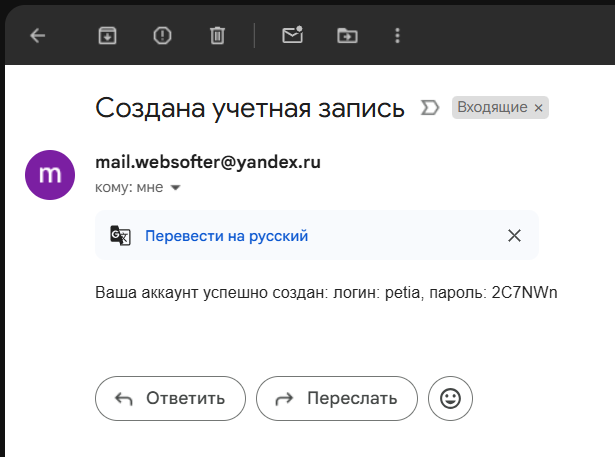 Создана учетная запись
Входящие ×
m
mail.websofter@yandex.ru
кому: мне
Перевести на русский
Ваша аккаунт успешно создан: логин: petia, пароль: 2C7NWn
Ответить
Переслать